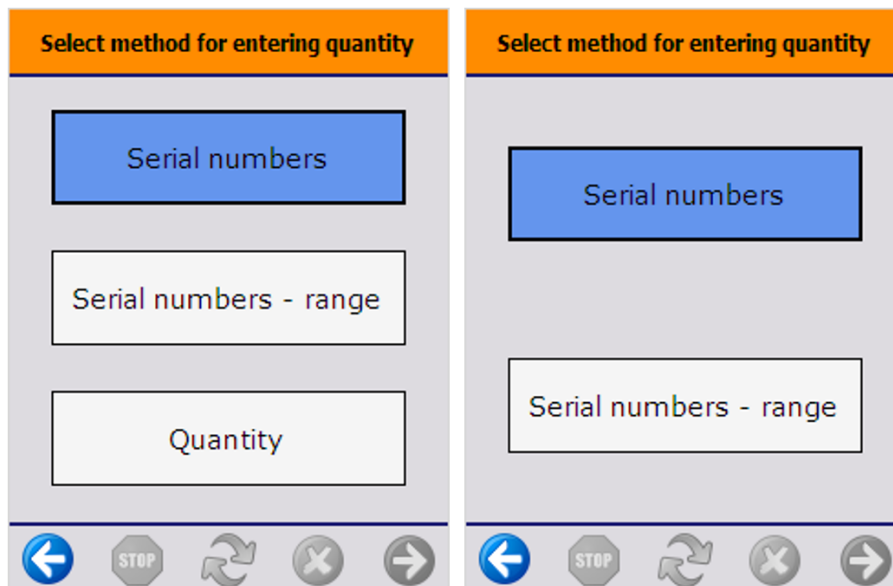 Select method for entering quantity
Serial numbers
Serial numbers - range
Quantity
STOP
Select method for entering quantity
Serial numbers
Serial numbers - range
STOP